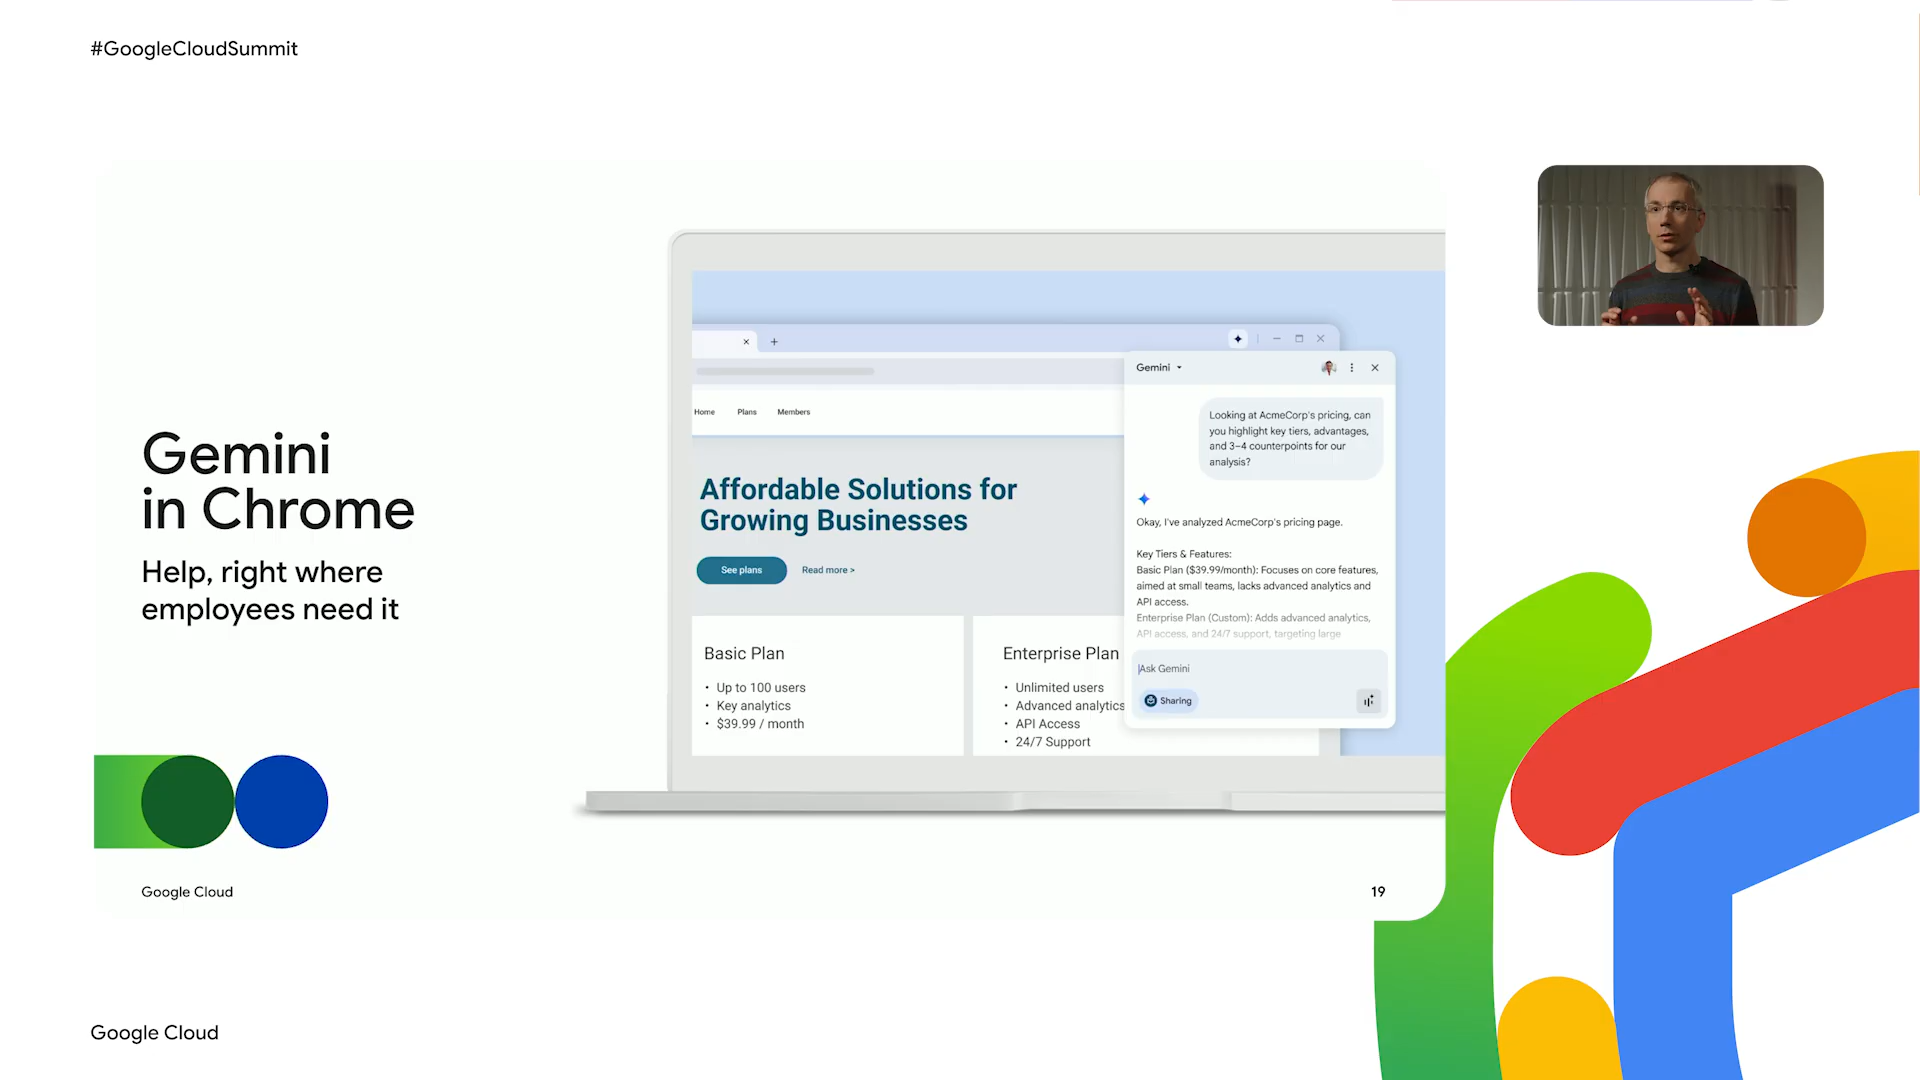 #GoogleCloudSummit
Gemini
in Chrome
Help, right where
employees need it
Google Cloud
Home Plans Members
Affordable Solutions for
Growing Businesses
See plans Read more >
Basic Plan
• Up to 100 users
• Key analytics
• $39.99 / month
Enterprise Plan
• Unlimited users
• Advanced analytics
• API Access
• 24/7 Support
Gemini
Looking at AcmeCorp's pricing, can
you highlight key tiers, advantages,
and 3–4 counterpoints for our
analysis?
Okay, I've analyzed AcmeCorp's pricing page.
Key Tiers & Features:
Basic Plan ($39.99/month): Focuses on core features,
aimed at small teams, lacks advanced analytics and
API access.
Enterprise Plan (Custom): Adds advanced analytics,
API access, and 24/7 support, targeting large
Ask Gemini
Sharing
19
Google Cloud